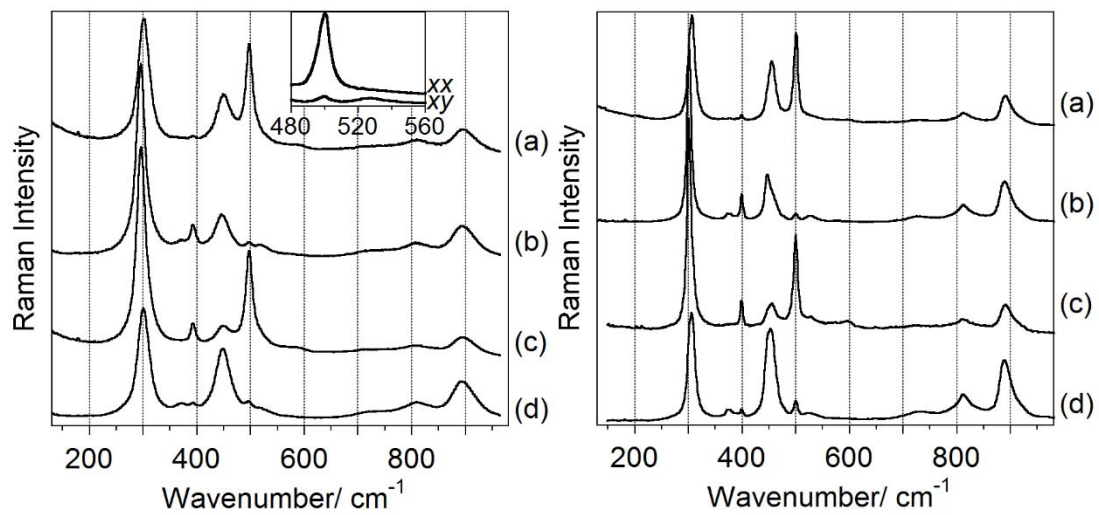 Raman Intensity
480 520 560
xx
xy
(a)
(b)
(c)
(d)
200 400 600 800
Wavenumber/ cm⁻¹
Raman Intensity
(a)
(b)
(c)
(d)
200 400 600 800
Wavenumber/ cm⁻¹